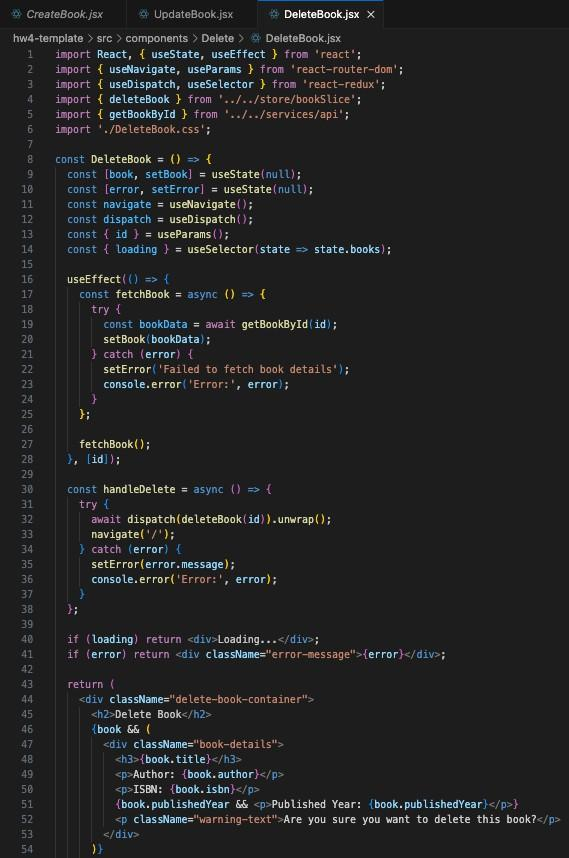 CreateBook.jsx UpdateBook.jsx DeleteBook.jsx ×
hw4-template > src > components > Delete > DeleteBook.jsx
1 import React, { useState, useEffect } from 'react';
2 import { useNavigate, useParams } from 'react-router-dom';
3 import { useDispatch, useSelector } from 'react-redux';
4 import { deleteBook } from '../../store/bookSlice';
5 import { getBookById } from '../../services/api';
6 import './DeleteBook.css';
7
8 const DeleteBook = () => {
9 const [book, setBook] = useState(null);
10 const [error, setError] = useState(null);
11 const navigate = useNavigate();
12 const dispatch = useDispatch();
13 const { id } = useParams();
14 const { loading } = useSelector(state => state.books);
15
16 useEffect(() => {
17 const fetchBook = async () => {
18 try {
19 const bookData = await getBookById(id);
20 setBook(bookData);
21 } catch (error) {
22 setError('Failed to fetch book details');
23 console.error('Error:', error);
24 }
25 };
26
27 fetchBook();
28 }, [id]);
29
30 const handleDelete = async () => {
31 try {
32 await dispatch(deleteBook(id)).unwrap();
33 navigate('/');
34 } catch (error) {
35 setError(error.message);
36 console.error('Error:', error);
37 }
38 };
39
40 if (loading) return <div>Loading...</div>;
41 if (error) return <div className="error-message">{error}</div>;
42
43 return (
44 <div className="delete-book-container">
45 <h2>Delete Book</h2>
46 {book && (
47 <div className="book-details">
48 <h3>{book.title}</h3>
49 <p>Author: {book.author}</p>
50 <p>ISBN: {book.isbn}</p>
51 {book.publishedYear && <p>Published Year: {book.publishedYear}</p>}
52 <p className="warning-text">Are you sure you want to delete this book?</p>
53 </div>
54 )}